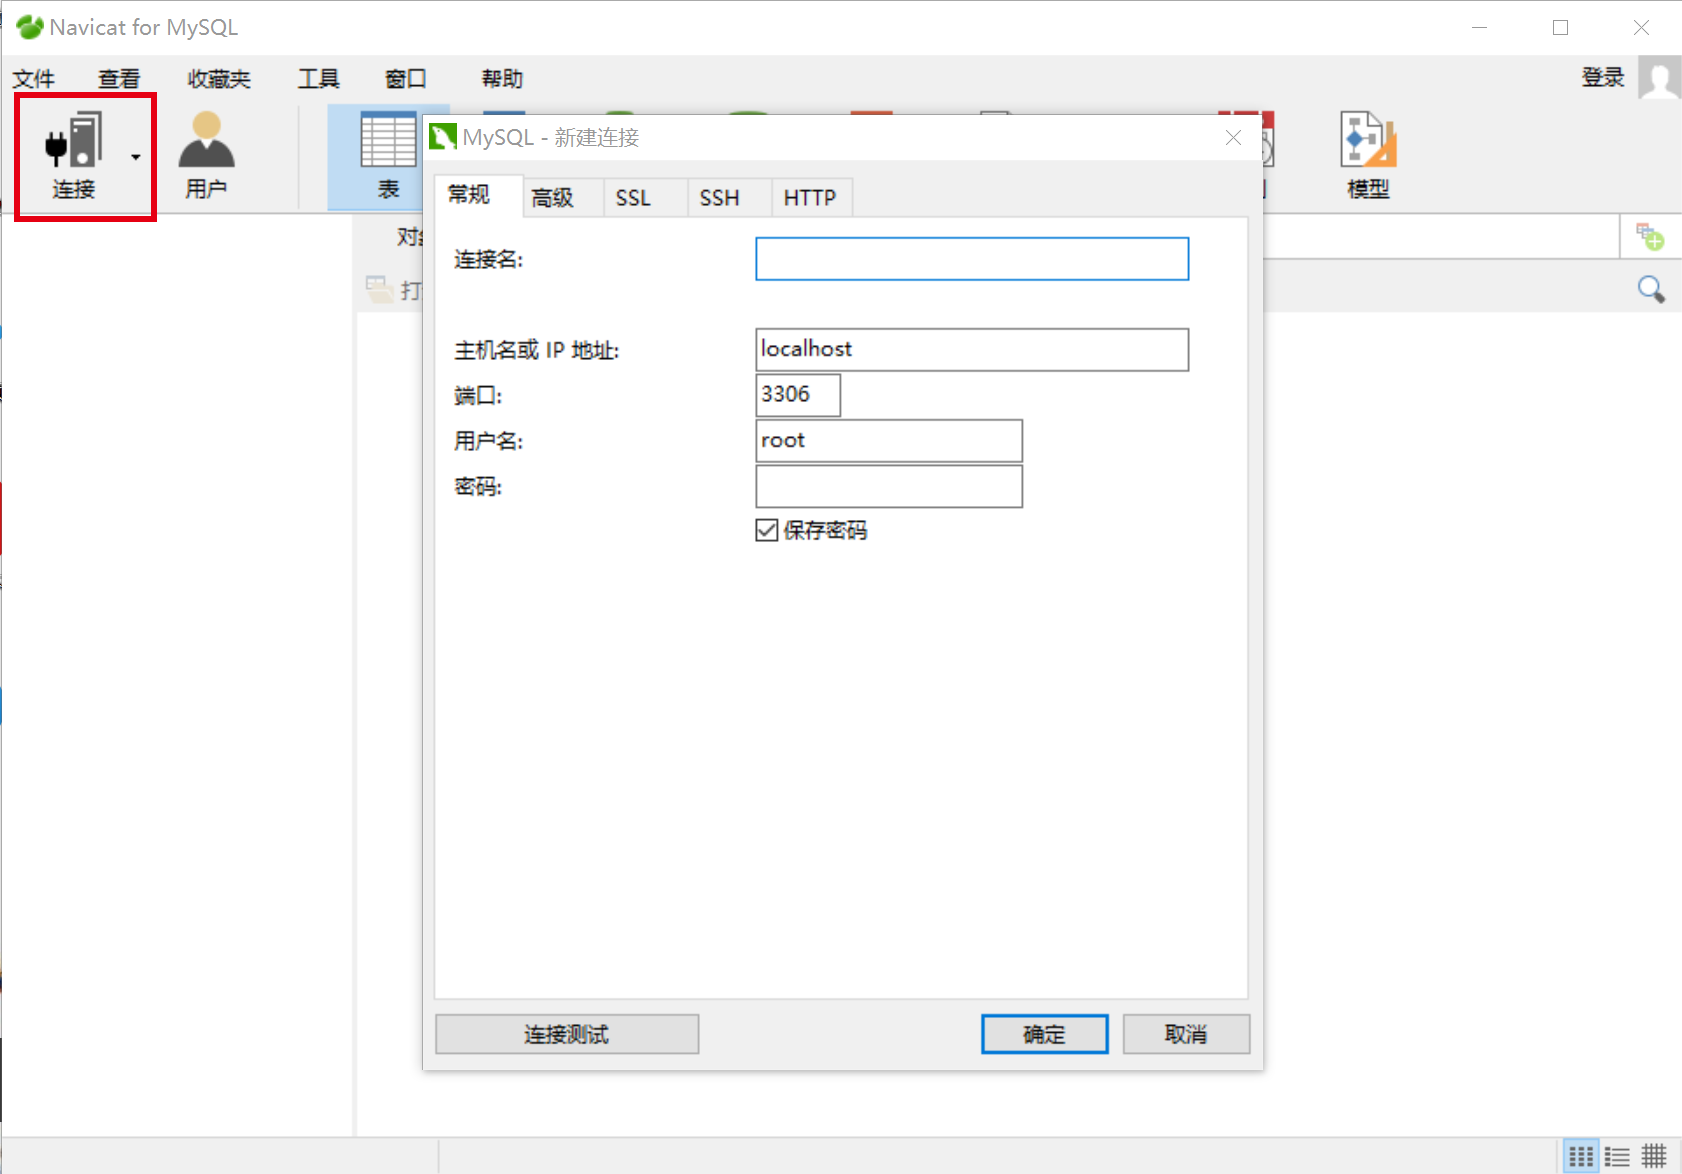 Navicat for MySQL
文件 查看 收藏夹 工具 窗口 帮助 登录
连接 用户 表 模型
MySQL - 新建连接
常规 高级 SSL SSH HTTP
对
连接名:
打
主机名或 IP 地址: localhost
端口: 3306
用户名: root
密码:
保存密码
连接测试 确定 取消